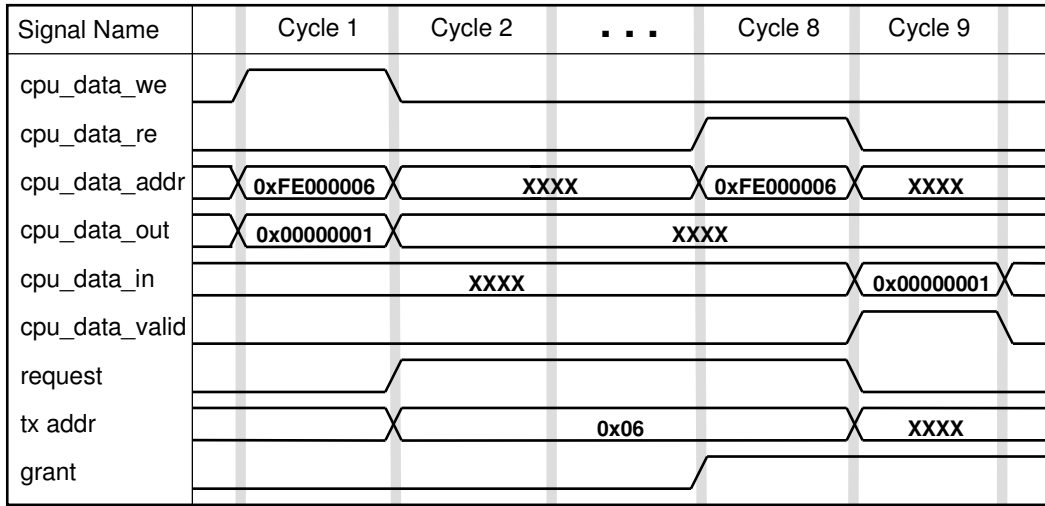 Signal Name Cycle 1 Cycle 2 ... Cycle 8 Cycle 9
cpu_data_we
cpu_data_re
cpu_data_addr 0xFE000006 XXXX 0xFE000006 XXXX
cpu_data_out 0x00000001 XXXX
cpu_data_in XXXX 0x00000001
cpu_data_valid
request
tx addr 0x06 XXXX
grant